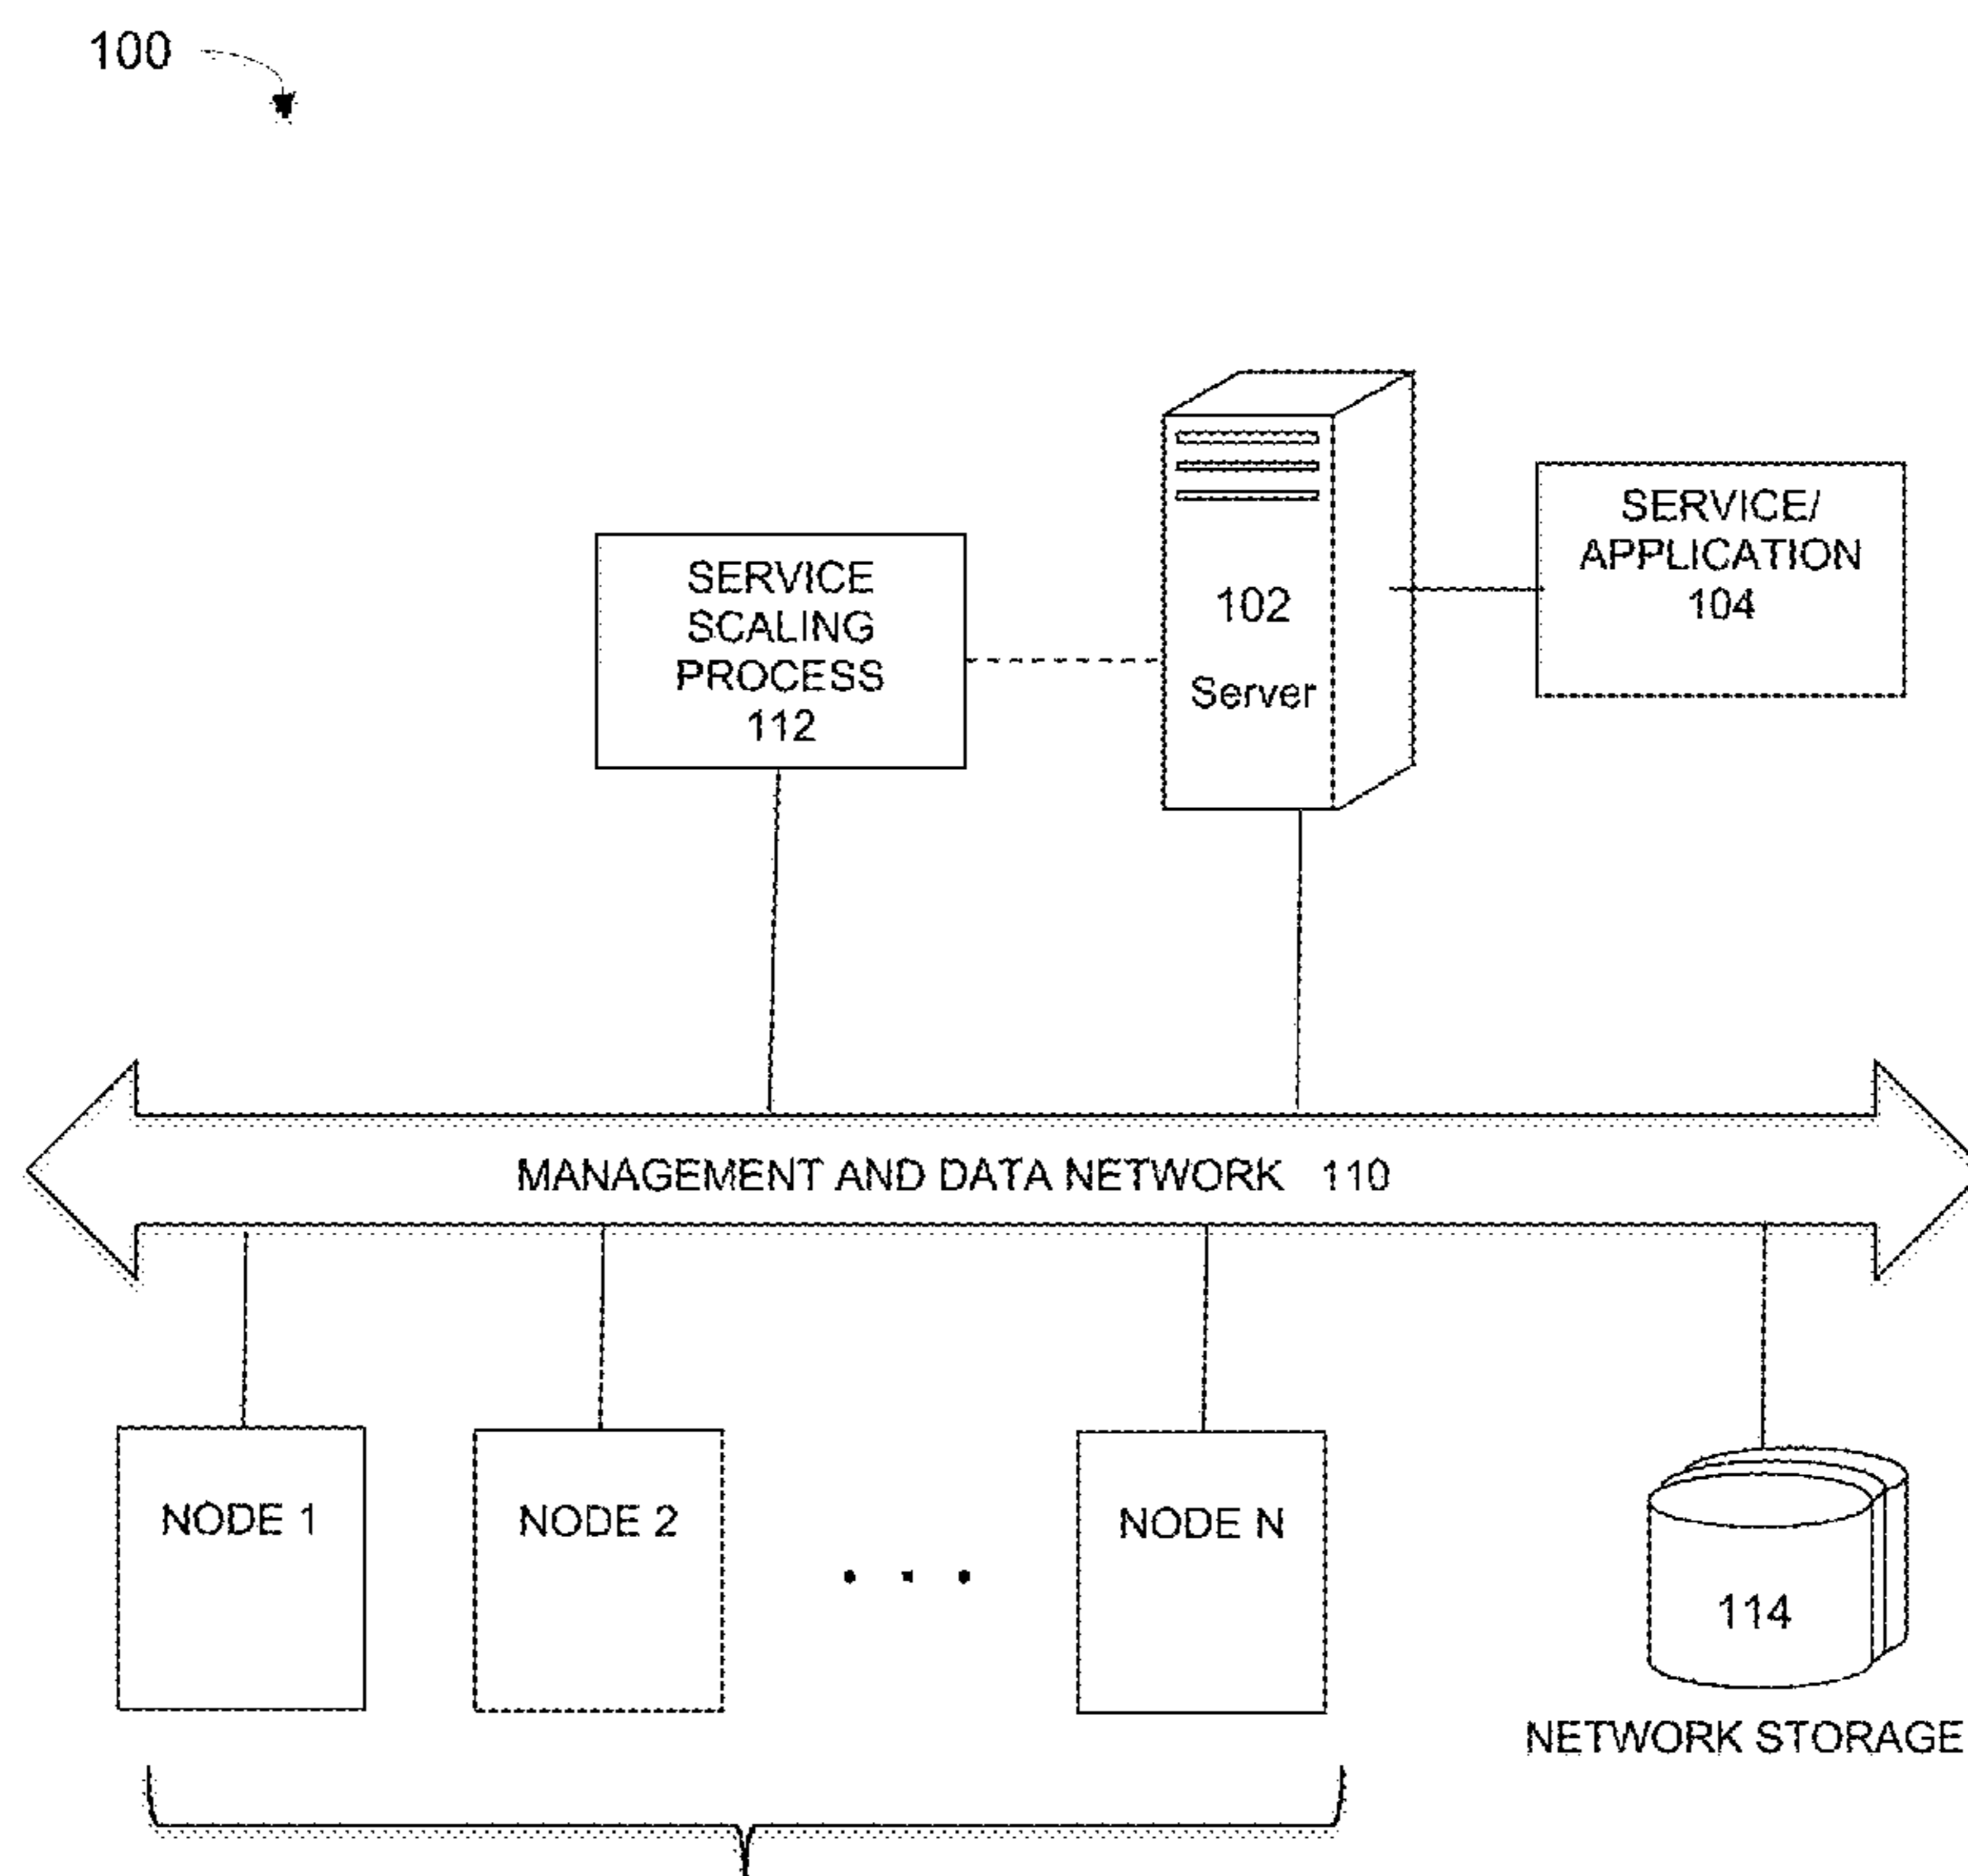 100
SERVICE/
APPLICATION
104
SERVICE
SCALING
PROCESS
112
102
Server
MANAGEMENT AND DATA NETWORK 110
NODE 1
NODE 2
. . .
NODE N
114
NETWORK STORAGE